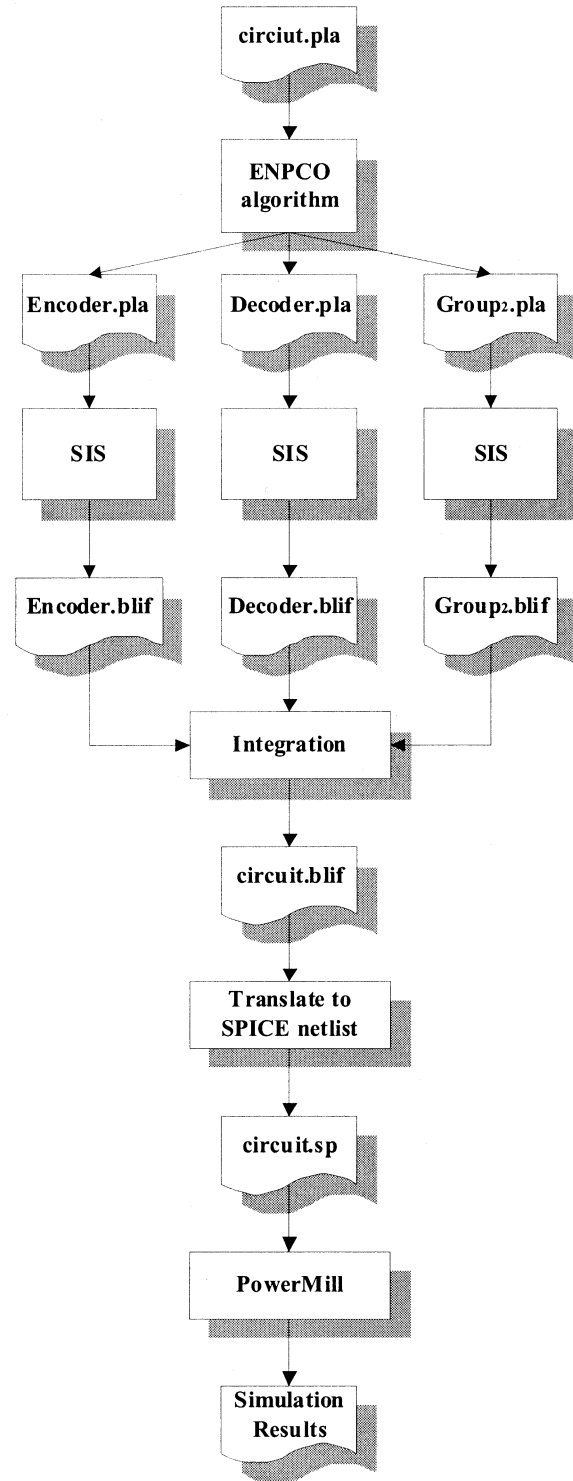 circiut.pla
ENPCO
algorithm
Encoder.pla
Decoder.pla
Group₂.pla
SIS
SIS
SIS
Encoder.blif
Decoder.blif
Group₂.blif
Integration
circuit.blif
Translate to
SPICE netlist
circuit.sp
PowerMill
Simulation
Results